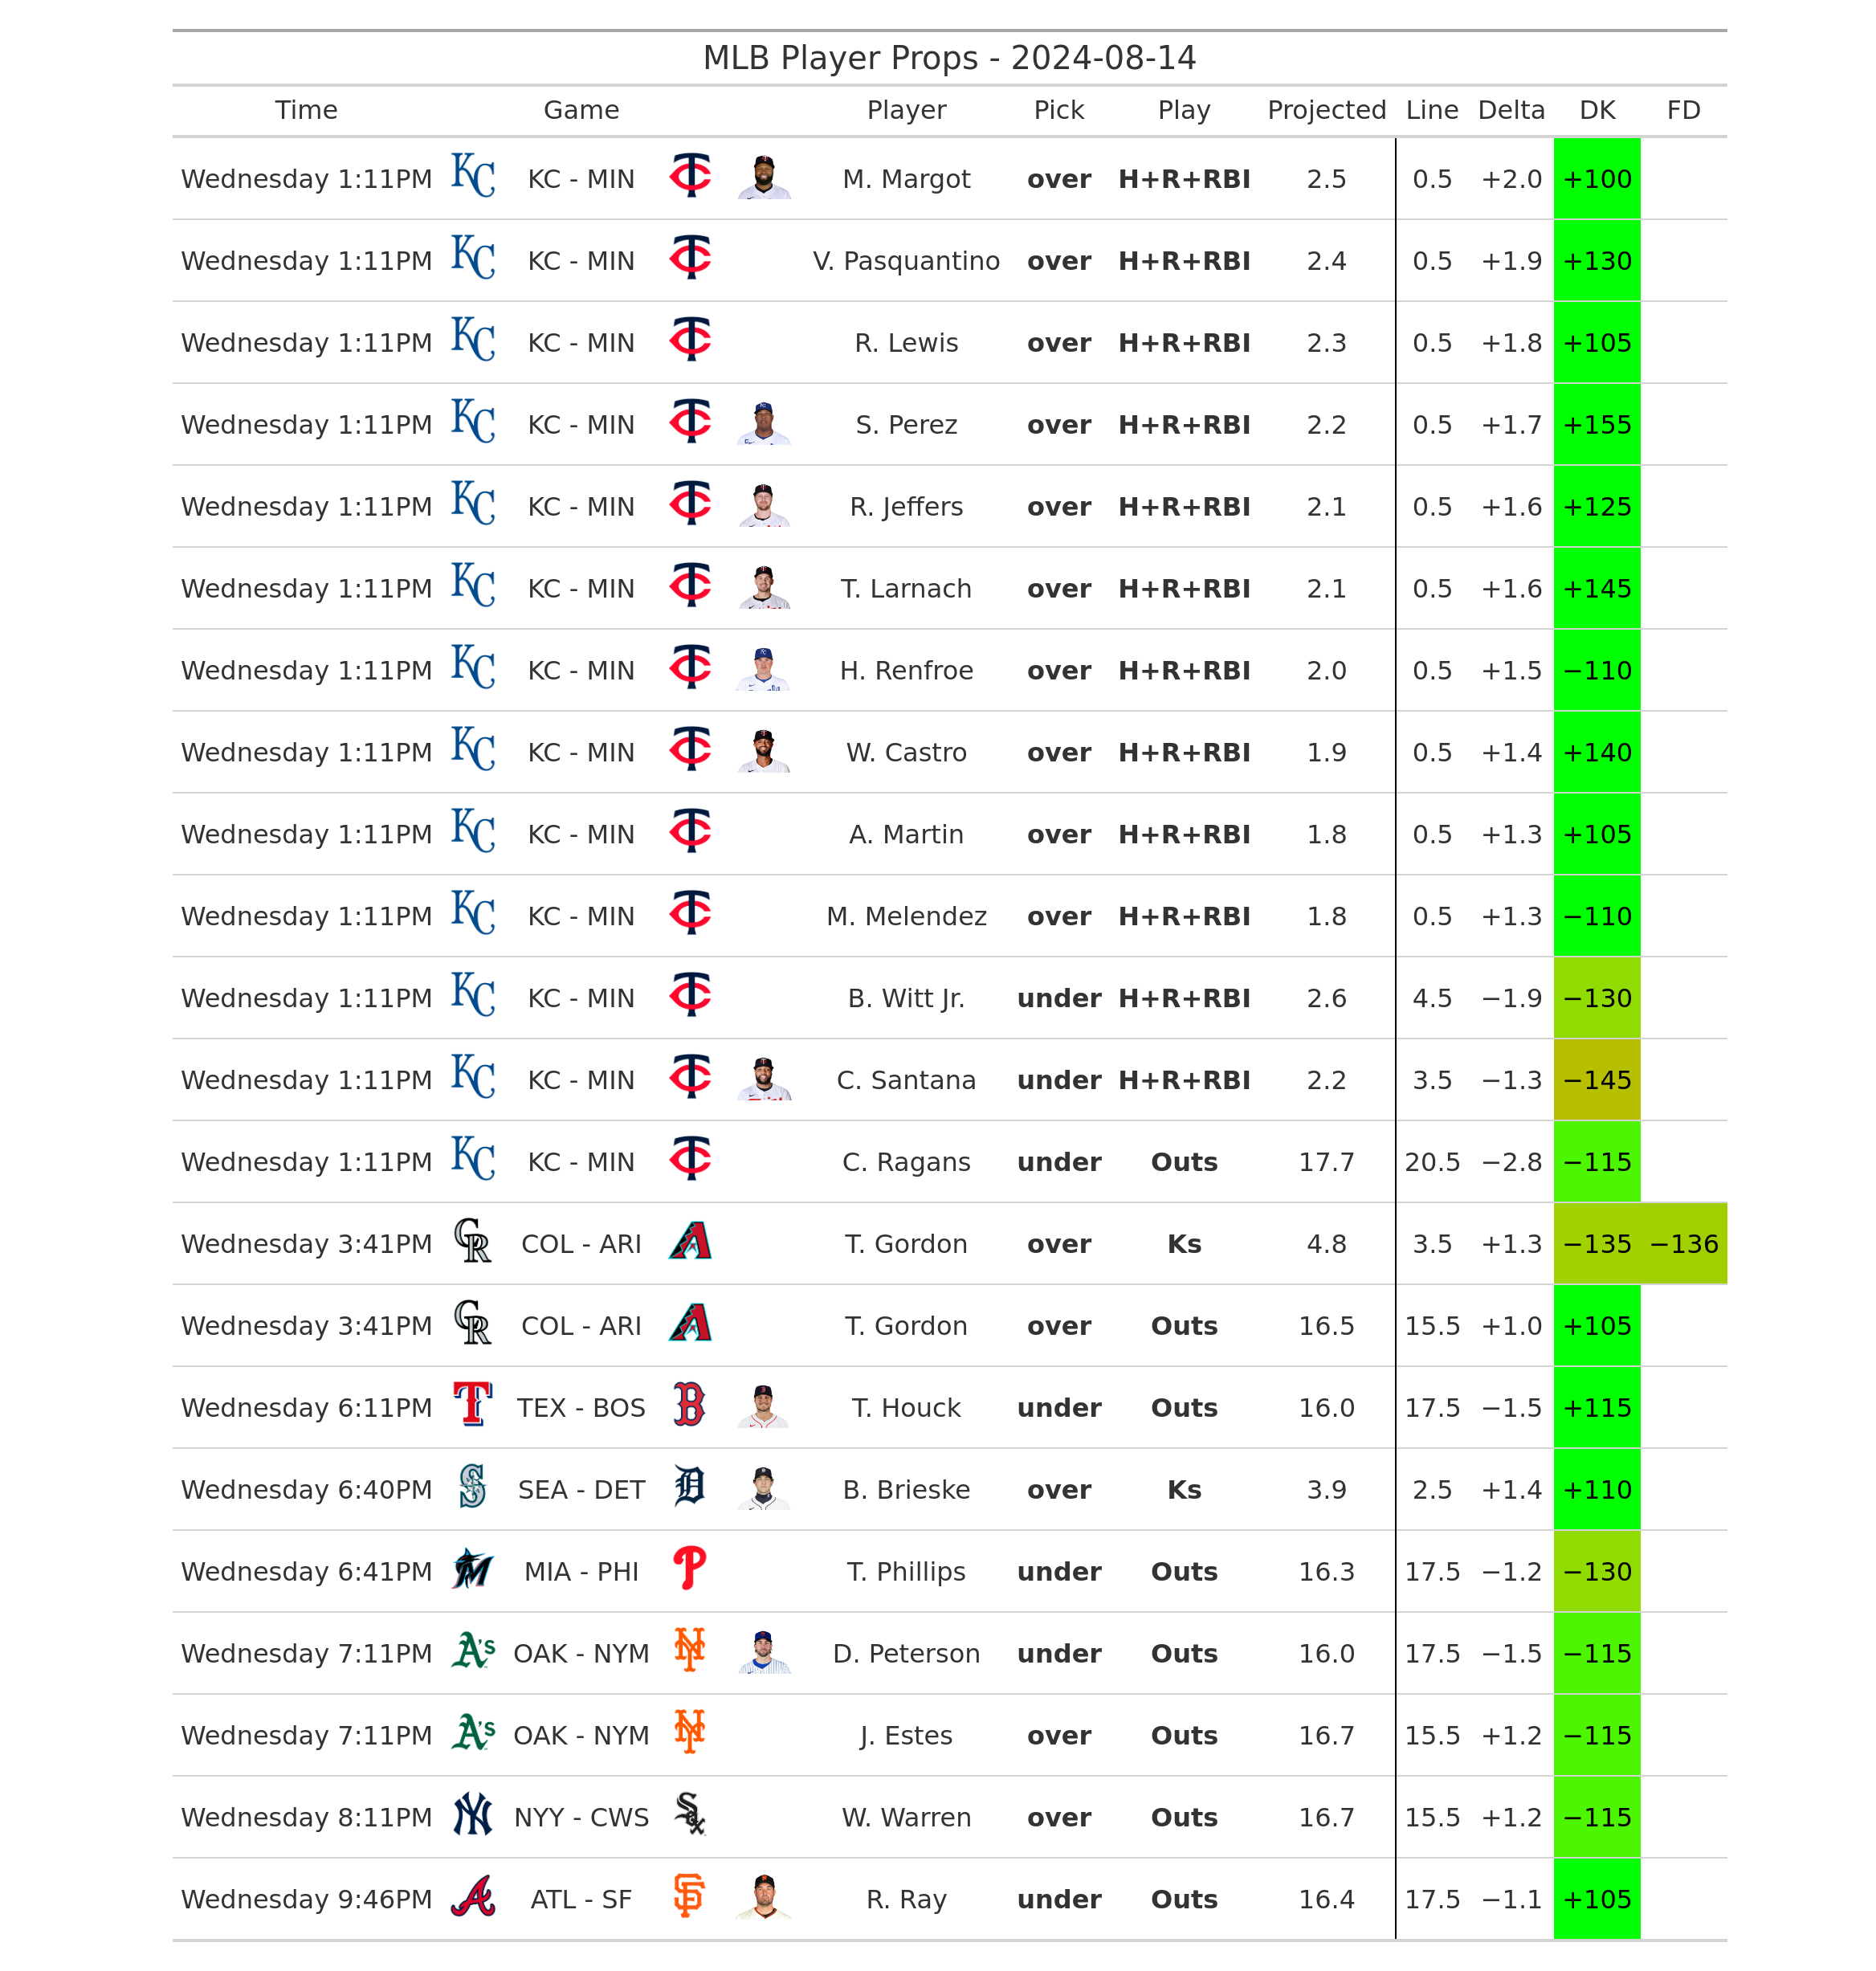 MLB Player Props - 2024-08-14
Time Game Player Pick Play Projected Line Delta DK FD
Wednesday 1:11PM KC - MIN M. Margot over H+R+RBI 2.5 0.5 +2.0 +100
Wednesday 1:11PM KC - MIN V. Pasquantino over H+R+RBI 2.4 0.5 +1.9 +130
Wednesday 1:11PM KC - MIN R. Lewis over H+R+RBI 2.3 0.5 +1.8 +105
Wednesday 1:11PM KC - MIN S. Perez over H+R+RBI 2.2 0.5 +1.7 +155
Wednesday 1:11PM KC - MIN R. Jeffers over H+R+RBI 2.1 0.5 +1.6 +125
Wednesday 1:11PM KC - MIN T. Larnach over H+R+RBI 2.1 0.5 +1.6 +145
Wednesday 1:11PM KC - MIN H. Renfroe over H+R+RBI 2.0 0.5 +1.5 −110
Wednesday 1:11PM KC - MIN W. Castro over H+R+RBI 1.9 0.5 +1.4 +140
Wednesday 1:11PM KC - MIN A. Martin over H+R+RBI 1.8 0.5 +1.3 +105
Wednesday 1:11PM KC - MIN M. Melendez over H+R+RBI 1.8 0.5 +1.3 −110
Wednesday 1:11PM KC - MIN B. Witt Jr. under H+R+RBI 2.6 4.5 −1.9 −130
Wednesday 1:11PM KC - MIN C. Santana under H+R+RBI 2.2 3.5 −1.3 −145
Wednesday 1:11PM KC - MIN C. Ragans under Outs 17.7 20.5 −2.8 −115
Wednesday 3:41PM COL - ARI T. Gordon over Ks 4.8 3.5 +1.3 −135 −136
Wednesday 3:41PM COL - ARI T. Gordon over Outs 16.5 15.5 +1.0 +105
Wednesday 6:11PM TEX - BOS T. Houck under Outs 16.0 17.5 −1.5 +115
Wednesday 6:40PM SEA - DET B. Brieske over Ks 3.9 2.5 +1.4 +110
Wednesday 6:41PM MIA - PHI T. Phillips under Outs 16.3 17.5 −1.2 −130
Wednesday 7:11PM OAK - NYM D. Peterson under Outs 16.0 17.5 −1.5 −115
Wednesday 7:11PM OAK - NYM J. Estes over Outs 16.7 15.5 +1.2 −115
Wednesday 8:11PM NYY - CWS W. Warren over Outs 16.7 15.5 +1.2 −115
Wednesday 9:46PM ATL - SF R. Ray under Outs 16.4 17.5 −1.1 +105